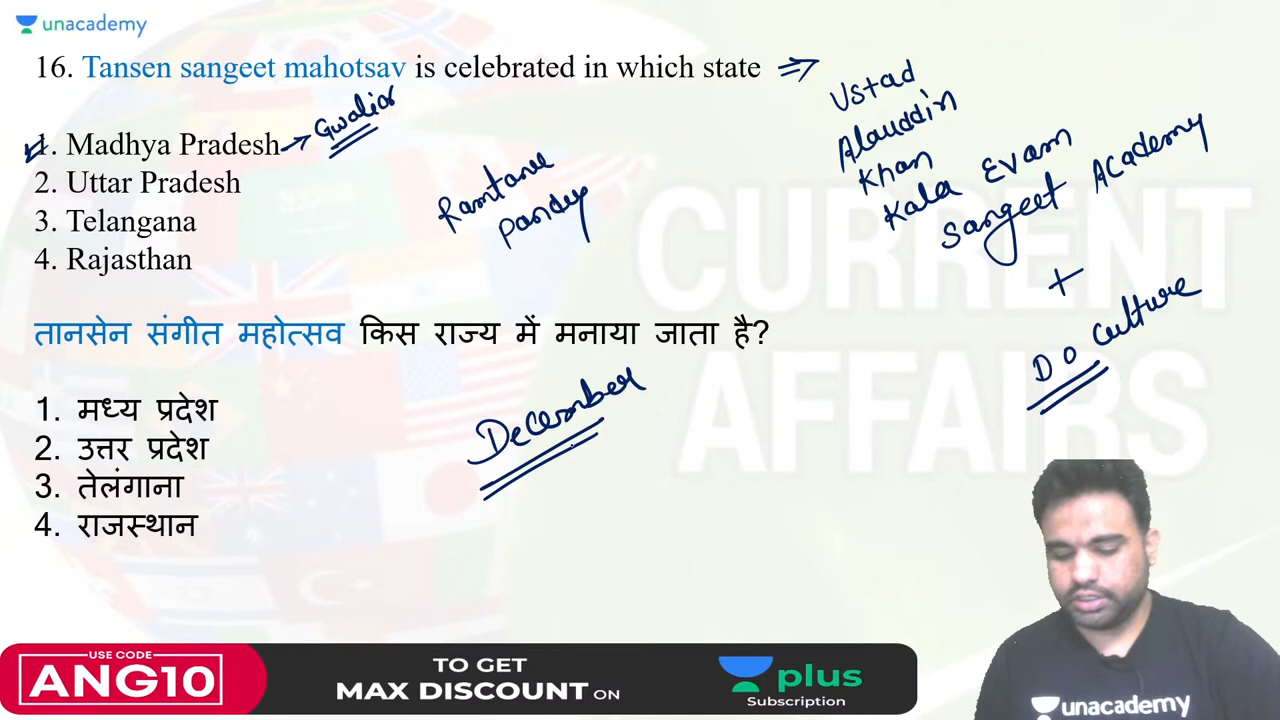 unacademy
16. Tansen sangeet mahotsav is celebrated in which state
1. Madhya Pradesh
Gwalior
2. Uttar Pradesh
3. Telangana
4. Rajasthan
Ramtanu
Pandey
Ustad
Alauddin
Khan
Kala Evam
Sangeet Academy
+
DO Culture
CURRENT
AFFAIRS
तानसेन संगीत महोत्सव किस राज्य में मनाया जाता है?
1. मध्य प्रदेश
2. उत्तर प्रदेश
3. तेलंगाना
4. राजस्थान
December
USE CODE
ANG10
TO GET
MAX DISCOUNT ON
plus
Subscription
unacademy